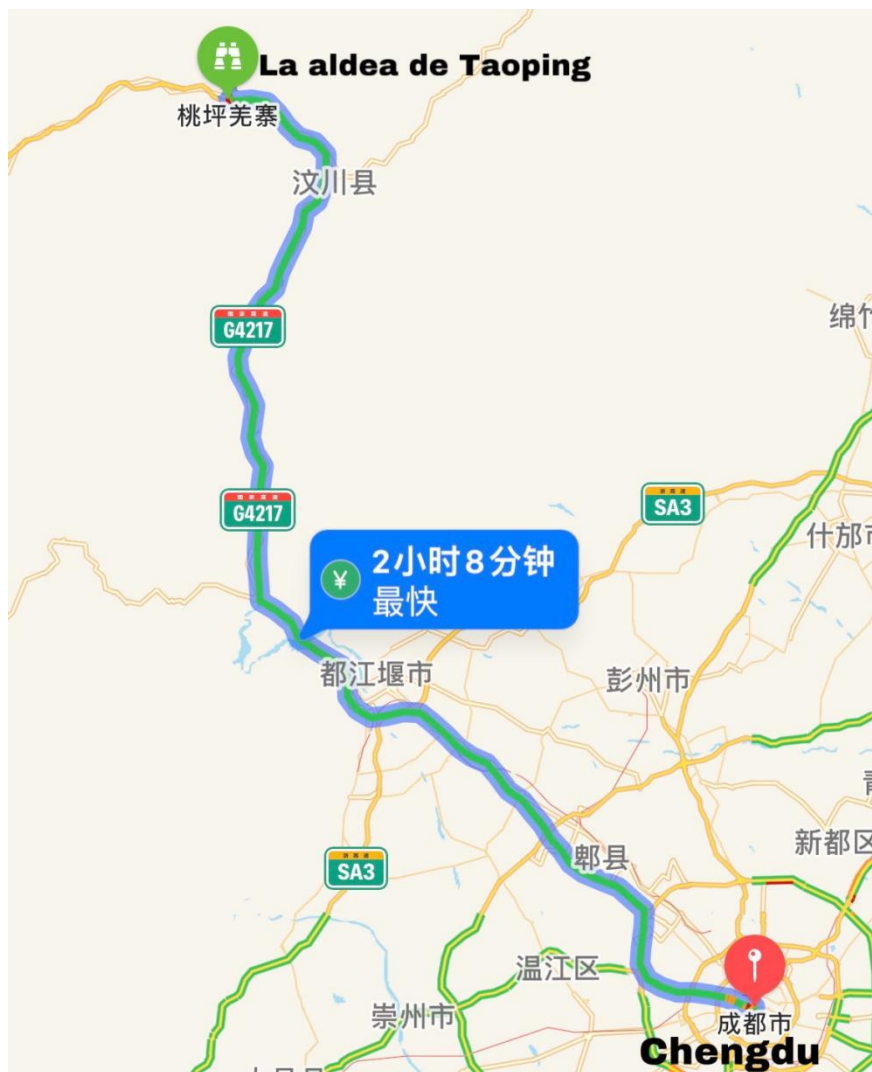 La aldea de Taoping
桃坪羌寨
汶川县
G4217
绵竹
G4217
SA3
什邡市
2小时8分钟
¥
最快
都江堰市
彭州市
新都区
郫县
SA3
温江区
崇州市
成都市
Chengdu